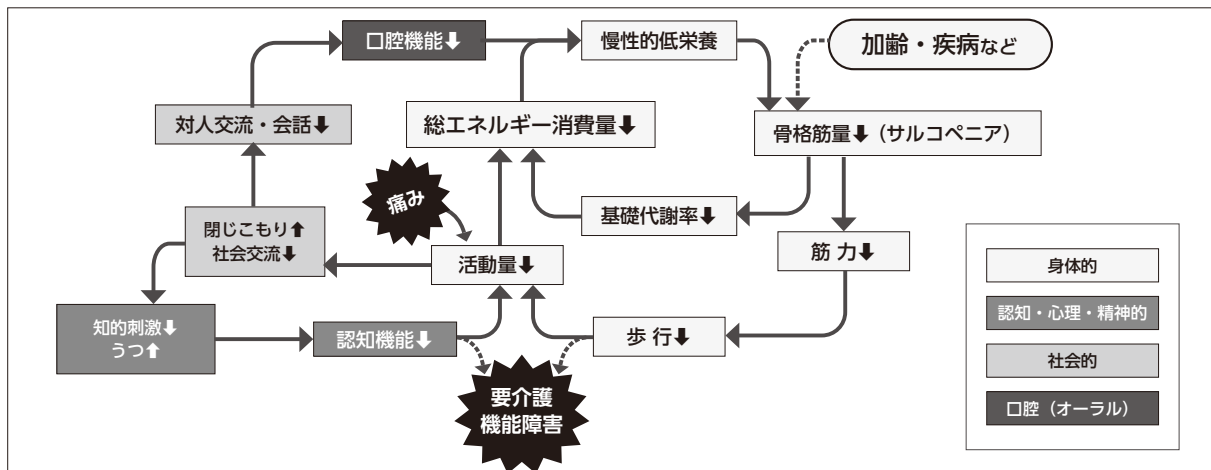 口腔機能⬇
慢性的低栄養
加齢・疾病など
対人交流・会話⬇
総エネルギー消費量⬇
骨格筋量⬇（サルコペニア）
痛み
基礎代謝率⬇
閉じこもり⬆
社会交流⬇
活動量⬇
筋 力⬇
知的刺激⬇
うつ⬆
認知機能⬇
歩 行⬇
要介護
機能障害
身体的
認知・心理・精神的
社会的
口腔（オーラル）